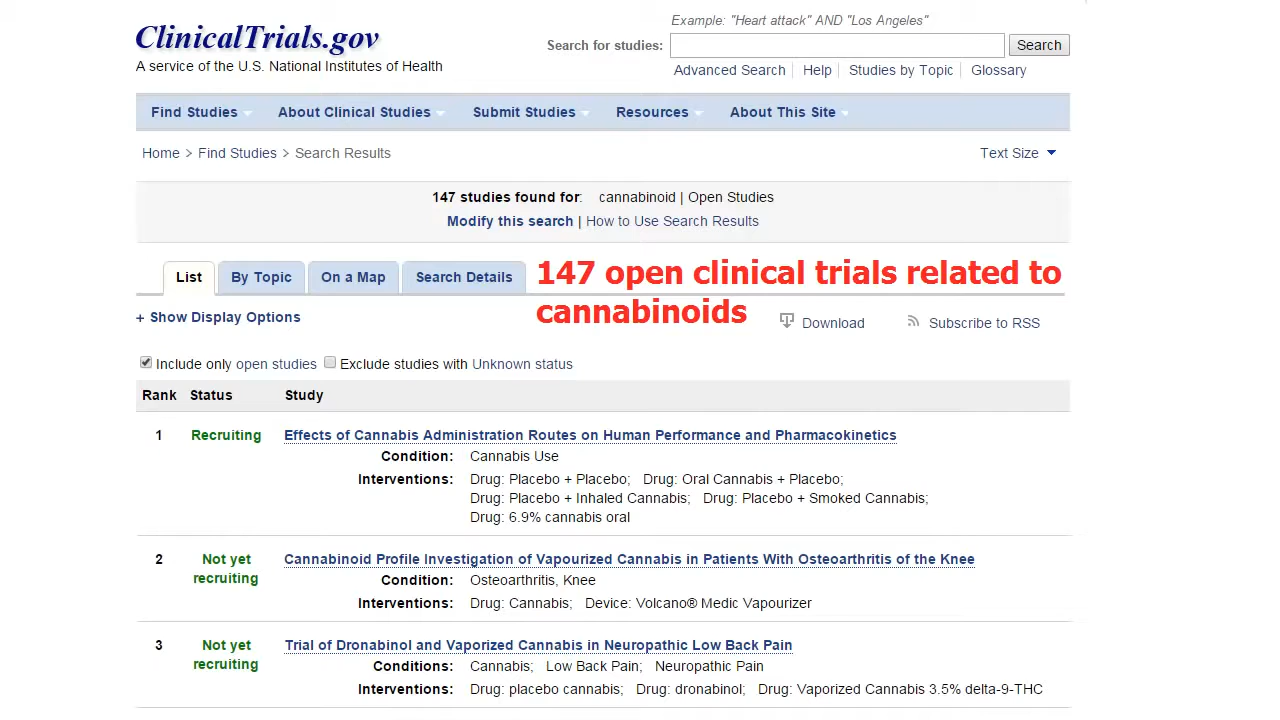 Example: "Heart attack" AND "Los Angeles"
ClinicalTrials.gov
Search for studies:
Search
A service of the U.S. National Institutes of Health
Advanced Search | Help | Studies by Topic | Glossary
Find Studies About Clinical Studies Submit Studies Resources About This Site
Home > Find Studies > Search Results
Text Size
147 studies found for: cannabinoid | Open Studies
Modify this search | How to Use Search Results
List By Topic On a Map Search Details
147 open clinical trials related to
cannabinoids
+ Show Display Options
Download Subscribe to RSS
Include only open studies Exclude studies with Unknown status
Rank Status Study
1 Recruiting Effects of Cannabis Administration Routes on Human Performance and Pharmacokinetics
Condition: Cannabis Use
Interventions: Drug: Placebo + Placebo; Drug: Oral Cannabis + Placebo;
Drug: Placebo + Inhaled Cannabis; Drug: Placebo + Smoked Cannabis;
Drug: 6.9% cannabis oral
2 Not yet recruiting Cannabinoid Profile Investigation of Vapourized Cannabis in Patients With Osteoarthritis of the Knee
Condition: Osteoarthritis, Knee
Interventions: Drug: Cannabis; Device: Volcano® Medic Vapourizer
3 Not yet recruiting Trial of Dronabinol and Vaporized Cannabis in Neuropathic Low Back Pain
Conditions: Cannabis; Low Back Pain; Neuropathic Pain
Interventions: Drug: placebo cannabis; Drug: dronabinol; Drug: Vaporized Cannabis 3.5% delta-9-THC